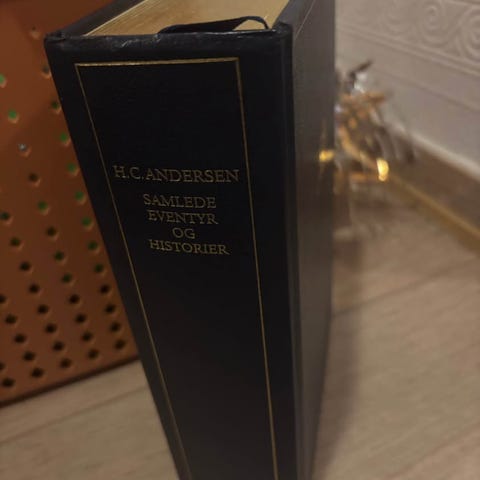 H.C.ANDERSEN
SAMLEDE
EVENTYR
OG
HISTORIER